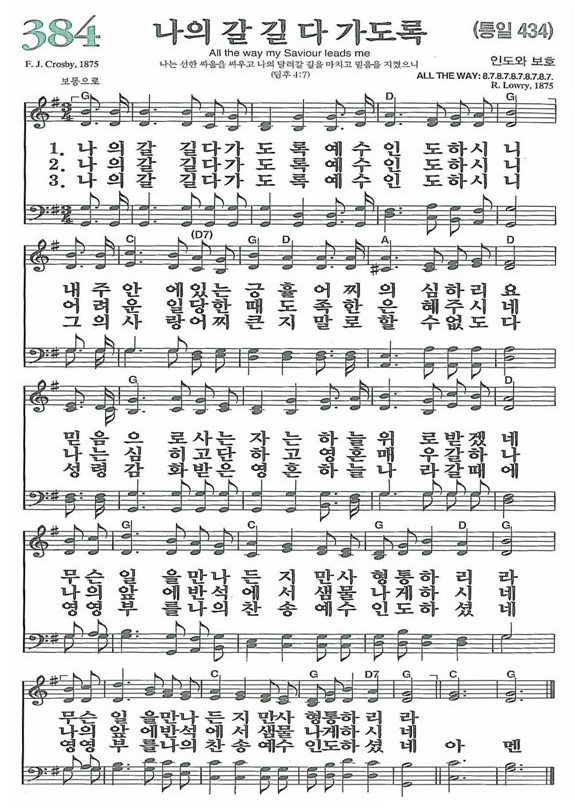 384
나의 갈 길 다 가도록
(통일 434)
All the way my Saviour leads me
F. J. Crosby, 1875
나는 선한 싸움을 싸우고 나의 달려갈 길을 마치고 믿음을 지켰으니
(딤후 4:7)
인도와 보호
ALL THE WAY: 8.7.8.7.8.7.8.7.8.7.
R. Lowry, 1875
보통으로
G C G D G
1. 나의갈 길다가 도록예수인 도하시니
2. 나의갈 길다가 도록예수인 도하시니
3. 나의갈 길다가 도록예수인 도하시니
C (D7) G D A D
내주안 에있는긍휼어찌의 심하리요
어려운 일당한때도족한은 혜주시네
그의사 랑어찌큰지말로할 수없도다
G C G D
믿음으 로사는자는하늘위 로받겠네
나는심 히고단하고영혼매 우갈하나
성령감 화받은영혼하늘나 라갈때에
G C G D G
무슨일 을만나든지만사형통하리라
나의앞 에반석에서샘물나게하시네
영영부 를나의찬송예수인도하셨네
G C G D7 G C G
무슨일 을만나든지만사형통하리라
나의앞 에반석에서샘물나게하시네
영영부 를나의찬송예수인도하셨네 아 멘